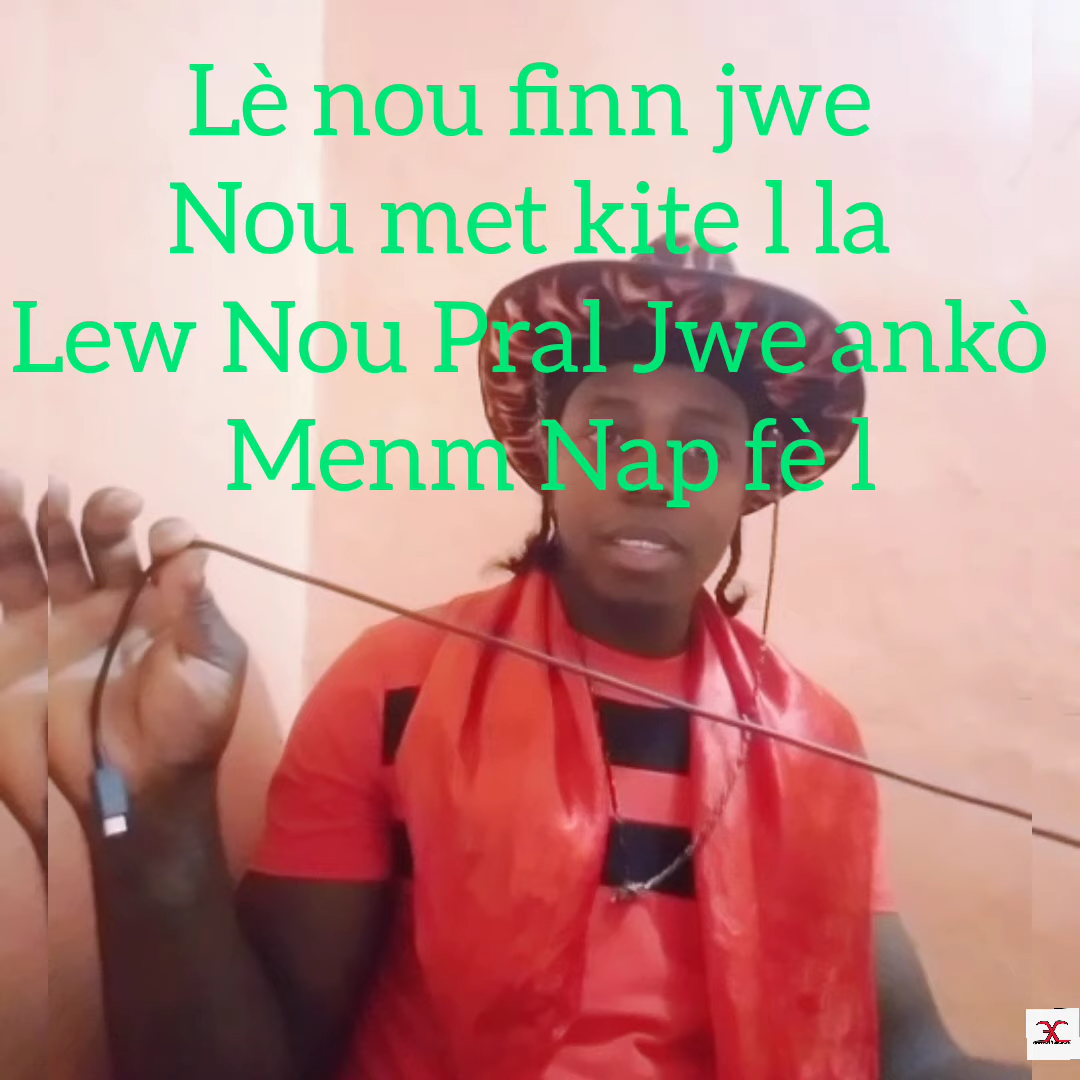 Lè nou finn jwe
Nou met kite l la
Lew Nou Pral Jwe ankò
Menm Nap fè l